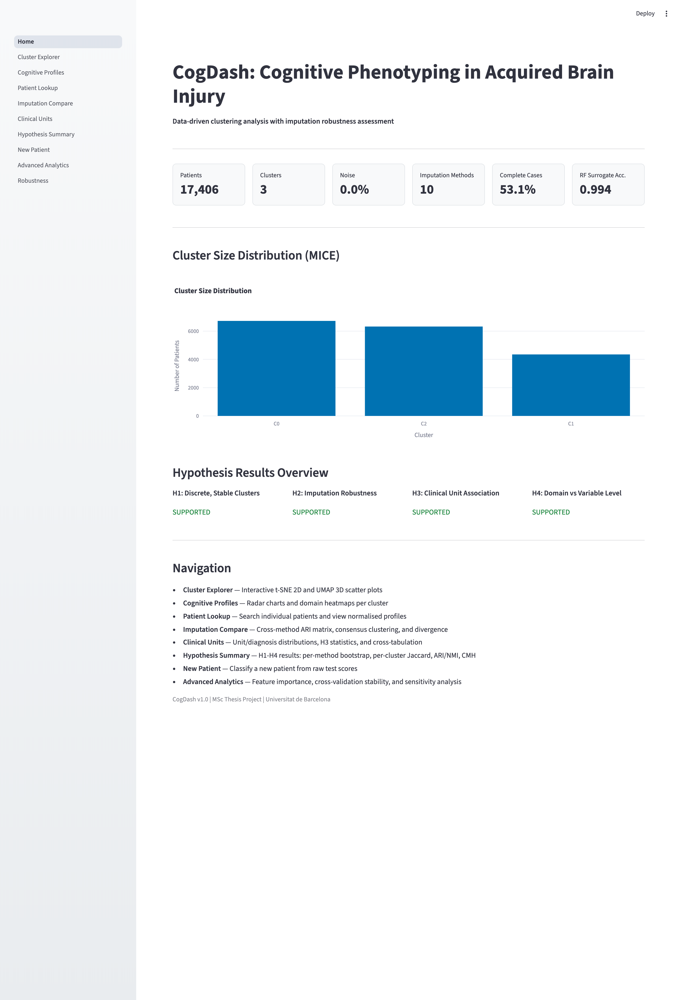 Deploy
Home
Cluster Explorer
Cognitive Profiles
Patient Lookup
Imputation Compare
Clinical Units
Hypothesis Summary
New Patient
Advanced Analytics
Robustness
CogDash: Cognitive Phenotyping in Acquired Brain
Injury
Data-driven clustering analysis with imputation robustness assessment
Patients
17,406
Clusters
3
Noise
0.0%
Imputation Methods
10
Complete Cases
53.1%
RF Surrogate Acc.
0.994
Cluster Size Distribution (MICE)
Cluster Size Distribution
Number of Patients
6000
4000
2000
0
C0
C2
C1
Cluster
Hypothesis Results Overview
H1: Discrete, Stable Clusters
SUPPORTED
H2: Imputation Robustness
SUPPORTED
H3: Clinical Unit Association
SUPPORTED
H4: Domain vs Variable Level
SUPPORTED
Navigation
• Cluster Explorer — Interactive t-SNE 2D and UMAP 3D scatter plots
• Cognitive Profiles — Radar charts and domain heatmaps per cluster
• Patient Lookup — Search individual patients and view normalised profiles
• Imputation Compare — Cross-method ARI matrix, consensus clustering, and divergence
• Clinical Units — Unit/diagnosis distributions, H3 statistics, and cross-tabulation
• Hypothesis Summary — H1-H4 results: per-method bootstrap, per-cluster Jaccard, ARI/NMI, CMH
• New Patient — Classify a new patient from raw test scores
• Advanced Analytics — Feature importance, cross-validation stability, and sensitivity analysis
CogDash v1.0 | MSc Thesis Project | Universitat de Barcelona